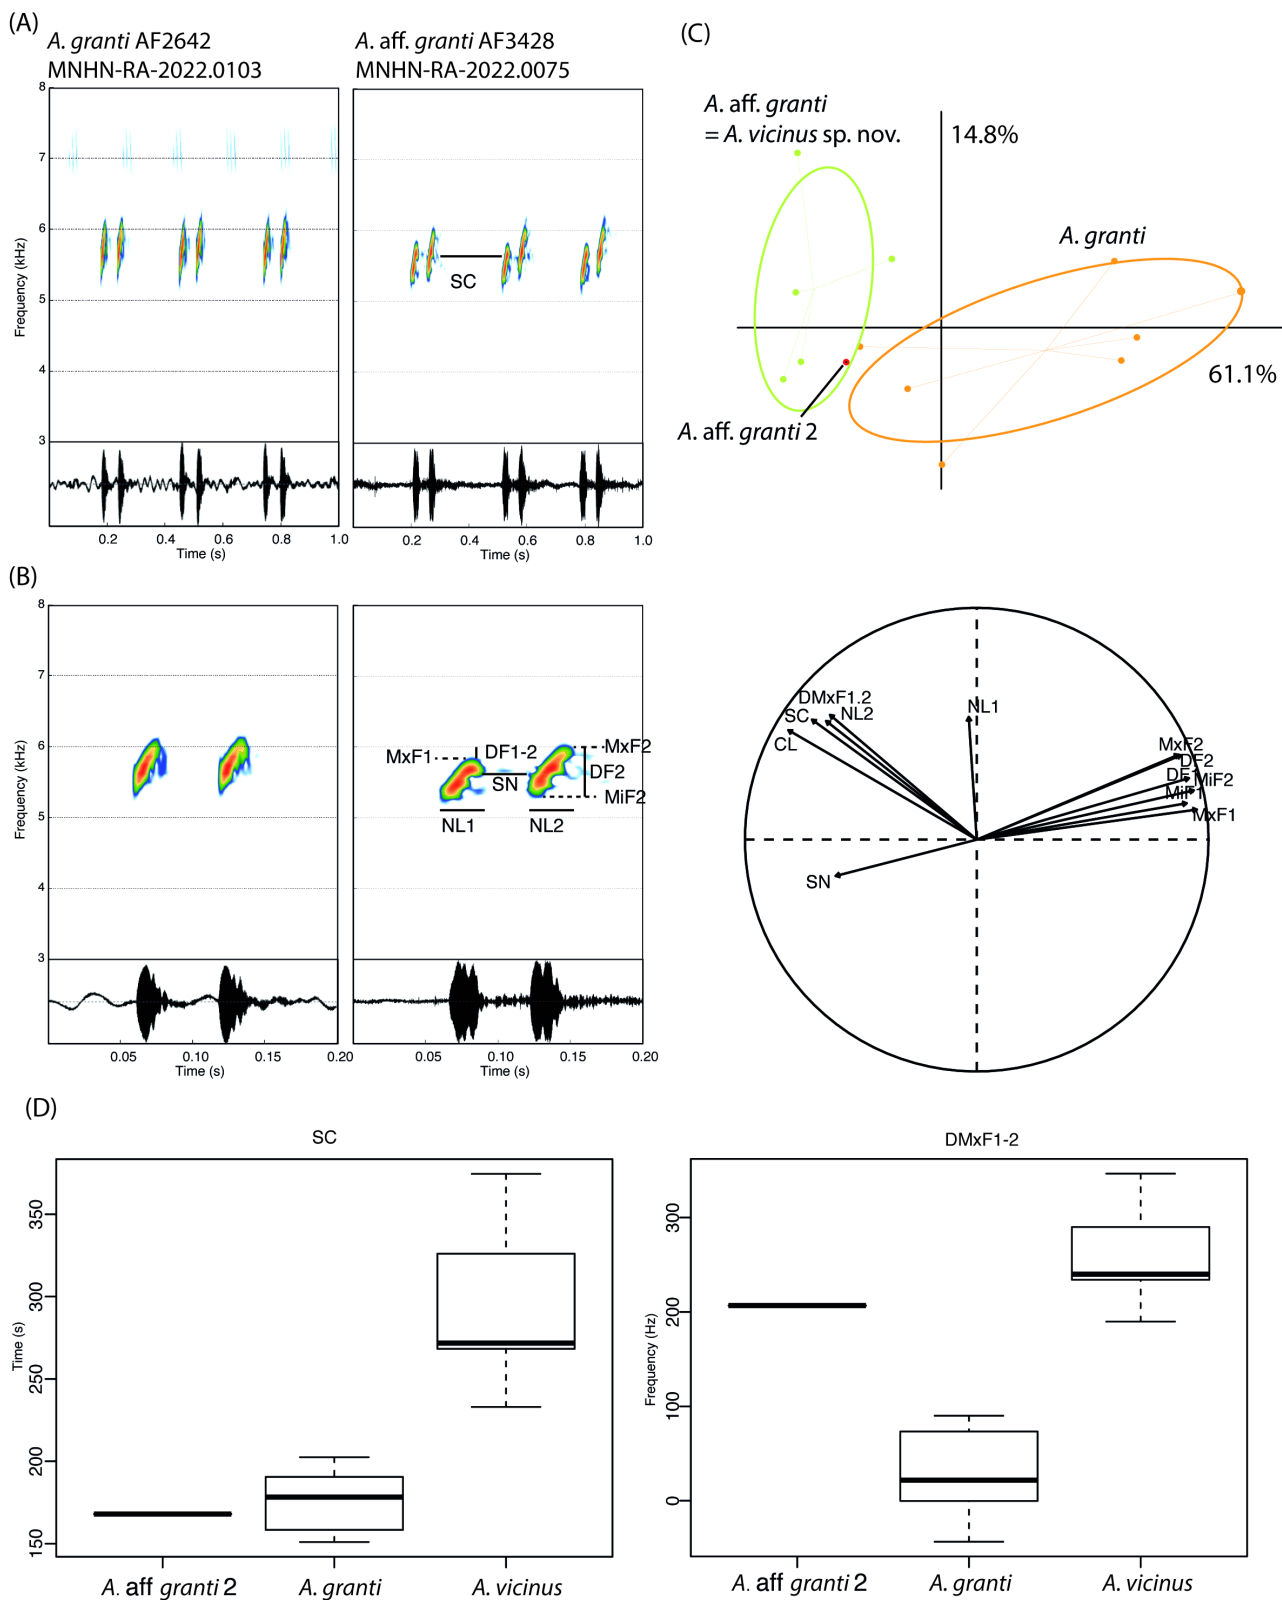 (A)
A. granti AF2642
MNHN-RA-2022.0103
A. aff. granti AF3428
MNHN-RA-2022.0075
8
7
6
5
4
3
Frequency (kHz)
SC
0.2 0.4 0.6 0.8 1.0
Time (s)
0.2 0.4 0.6 0.8 1.0
Time (s)
(B)
8
7
6
5
4
3
Frequency (kHz)
MxF1
DF1-2
SN
MxF2
DF2
MiF2
NL1
NL2
0.05 0.10 0.15 0.20
Time (s)
0.05 0.10 0.15 0.20
Time (s)
(C)
A. aff. granti
= A. vicinus sp. nov.
14.8%
A. granti
61.1%
A. aff. granti 2
DMxF1.2
SC
NL2
CL
NL1
MxF2
DF2
DF1
MiF2
MiF1
MxF1
SN
(D)
SC
350
300
250
200
150
Time (s)
A. aff granti 2
A. granti
A. vicinus
DMxF1-2
300
200
100
0
Frequency (Hz)
A. aff granti 2
A. granti
A. vicinus